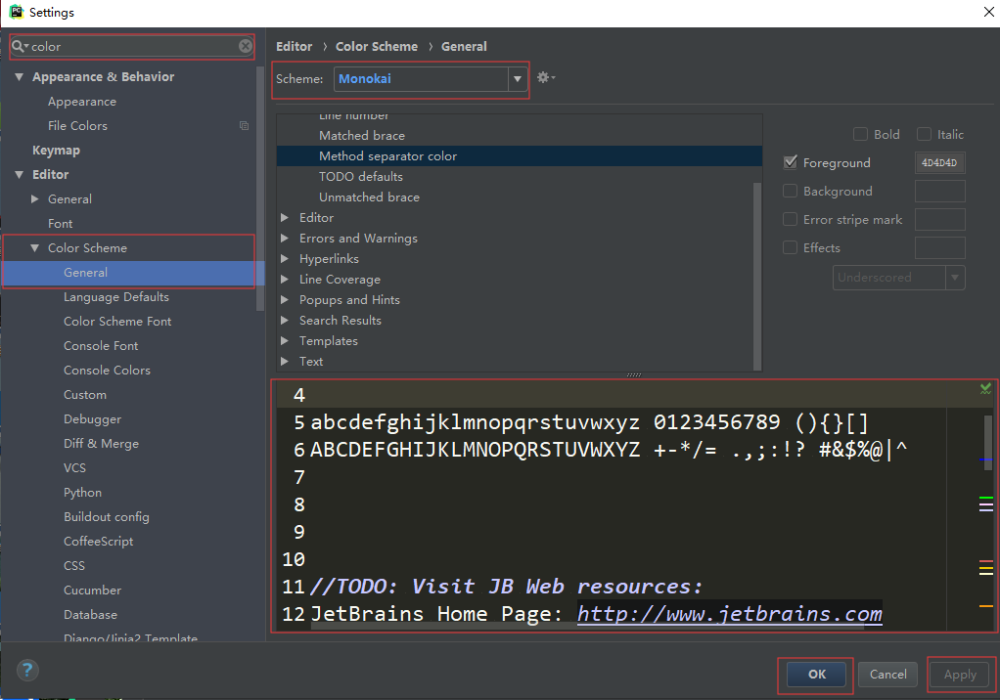 PC Settings
color
Appearance & Behavior
Appearance
File Colors
Keymap
Editor
General
Font
Color Scheme
General
Language Defaults
Color Scheme Font
Console Font
Console Colors
Custom
Debugger
Diff & Merge
VCS
Python
Buildout config
CoffeeScript
CSS
Cucumber
Database
Django/Jinja2 Template
Editor › Color Scheme › General
Scheme: Monokai
Line number
Matched brace
Method separator color
TODO defaults
Unmatched brace
Editor
Errors and Warnings
Hyperlinks
Line Coverage
Popups and Hints
Search Results
Templates
Text
Bold Italic
Foreground 4D4D4D
Background
Error stripe mark
Effects
Underscored
4
5 abcdefghijklmnopqrstuvwxyz 0123456789 (){}[]
6 ABCDEFGHIJKLMNOPQRSTUVWXYZ +-*/= .,;:!? #&$%@|^
7
8
9
10
11 //TODO: Visit JB Web resources:
12 JetBrains Home Page: http://www.jetbrains.com
?
OK Cancel Apply